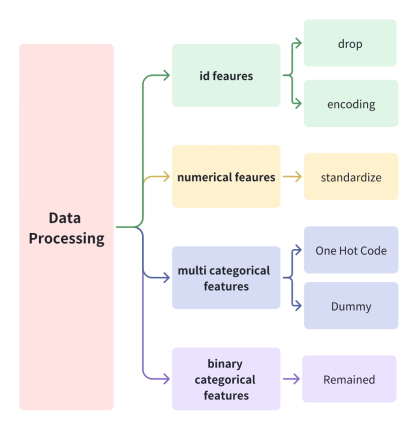 Data
Processing
id feaures
drop
encoding
numerical feaures
standardize
multi categorical
features
One Hot Code
Dummy
binary
categorical
features
Remained